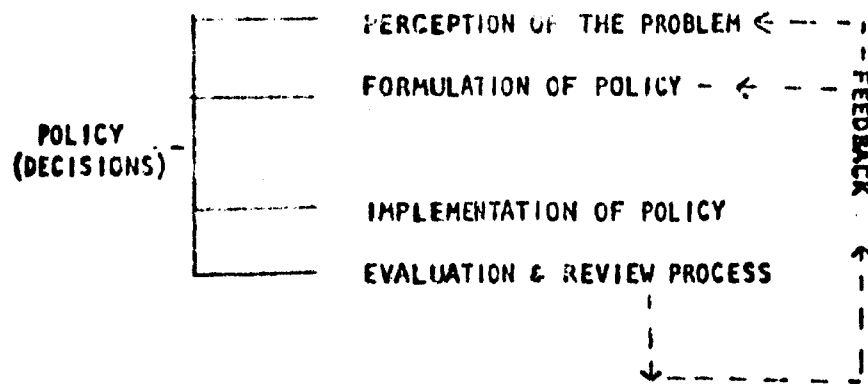 PERCEPTION OF THE PROBLEM
FORMULATION OF POLICY
POLICY
(DECISIONS)
IMPLEMENTATION OF POLICY
EVALUATION & REVIEW PROCESS
FEEDBACK